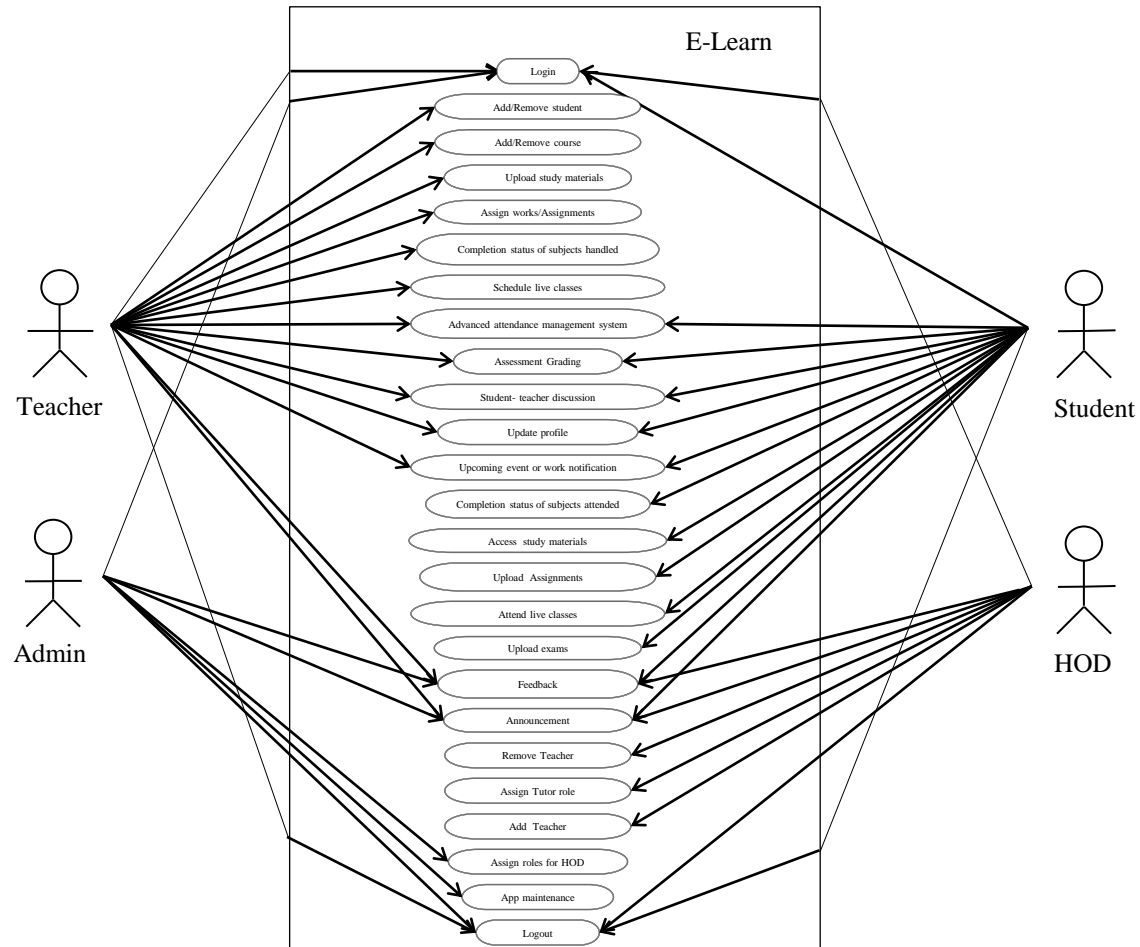 E-Learn
Login
Add/Remove student
Add/Remove course
Upload study materials
Assign works/Assignments
Completion status of subjects handled
Schedule live classes
Advanced attendance management system
Assessment Grading
Student- teacher discussion
Update profile
Upcoming event or work notification
Completion status of subjects attended
Access study materials
Upload Assignments
Attend live classes
Upload exams
Feedback
Announcement
Remove Teacher
Assign Tutor role
Add Teacher
Assign roles for HOD
App maintenance
Logout
Teacher
Admin
Student
HOD